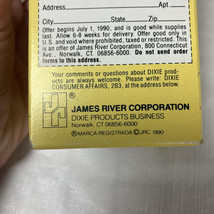 Address Apt
City State Zip
Offer begins July 1, 1990, and is good while supplies
last. Allow 6-8 weeks for delivery. Offer good only in
U.S. and void where prohibited, taxed or restricted. This
is an offer of James River Corporation, 800 Connecticut
Ave., Norwalk, CT 06856-6000. Do not send order
forms to this address.
Your comments or questions about DIXIE prod-
ucts are always welcome. Please write: DIXIE
CONSUMER AFFAIRS, 2B3, at the address below.
JAMES RIVER CORPORATION
DIXIE PRODUCTS BUSINESS
Norwalk, CT 06856-6000
® MARCA REGISTRADA © JRC 1990